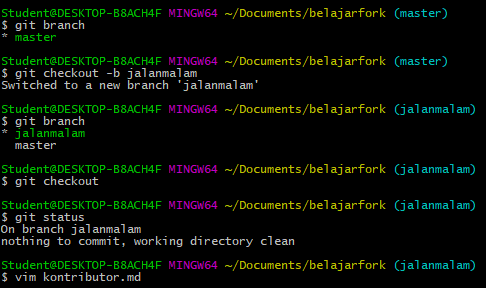 Student@DESKTOP-B8ACH4F MINGW64 ~/Documents/belajarfork (master)
$ git branch
* master
Student@DESKTOP-B8ACH4F MINGW64 ~/Documents/belajarfork (master)
$ git checkout -b jalanmalam
Switched to a new branch 'jalanmalam'
Student@DESKTOP-B8ACH4F MINGW64 ~/Documents/belajarfork (jalanmalam)
$ git branch
* jalanmalam
  master
Student@DESKTOP-B8ACH4F MINGW64 ~/Documents/belajarfork (jalanmalam)
$ git checkout
Student@DESKTOP-B8ACH4F MINGW64 ~/Documents/belajarfork (jalanmalam)
$ git status
On branch jalanmalam
nothing to commit, working directory clean
Student@DESKTOP-B8ACH4F MINGW64 ~/Documents/belajarfork (jalanmalam)
$ vim kontributor.md